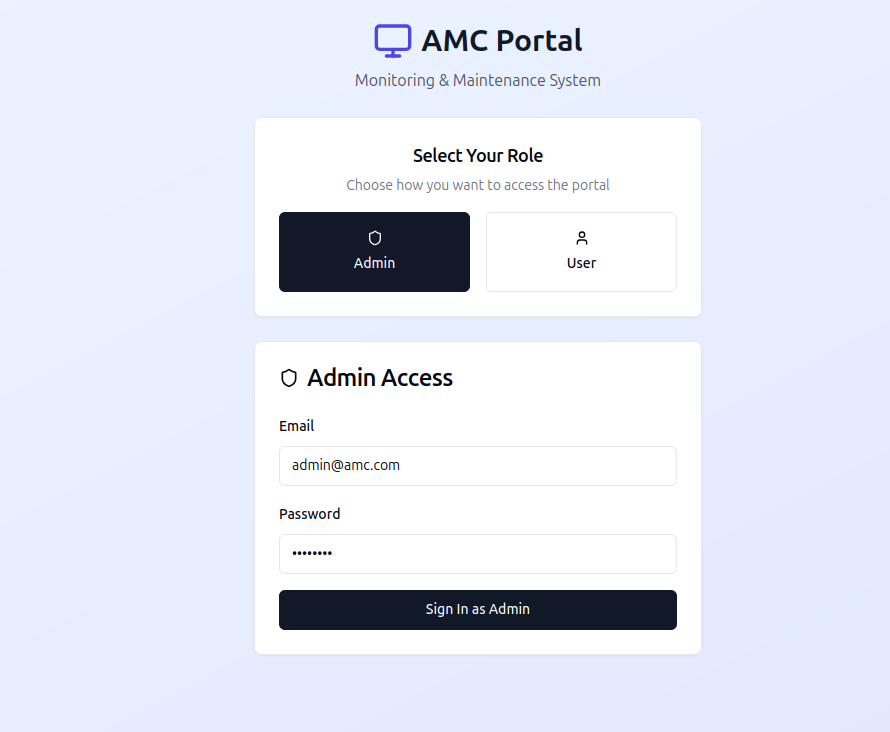 AMC Portal
Monitoring & Maintenance System
Select Your Role
Choose how you want to access the portal
Admin
User
Admin Access
Email
admin@amc.com
Password
••••••••
Sign In as Admin